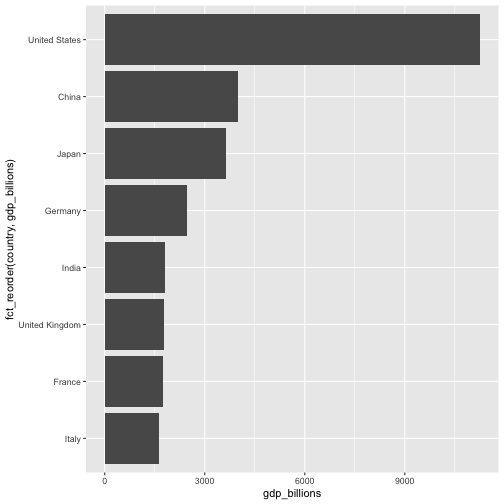 fct_reorder(country, gdp_billions)
United States
China
Japan
Germany
India
United Kingdom
France
Italy
0 3000 6000 9000
gdp_billions